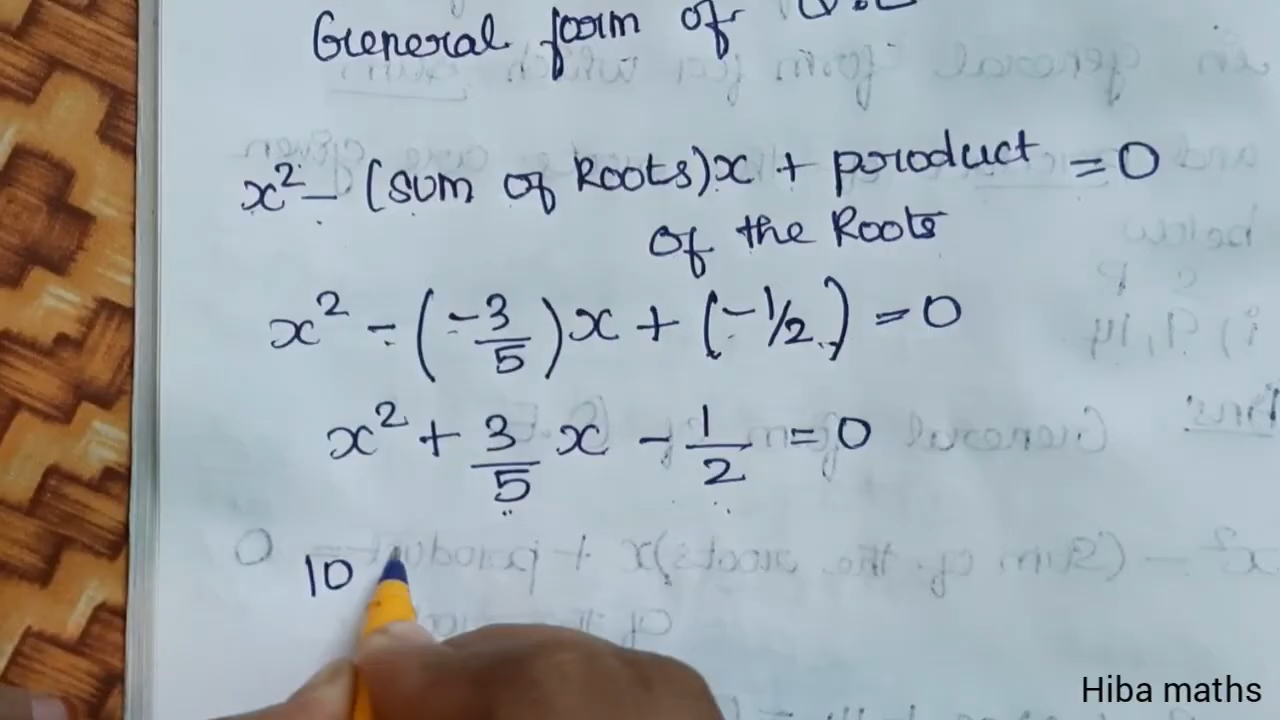 General form of Q.E
x² - (sum of Roots)x + product = 0
of the Roots
x² - (-3/5)x + (-1/2) = 0
x² + 3/5 x - 1/2 = 0
10
Hiba maths